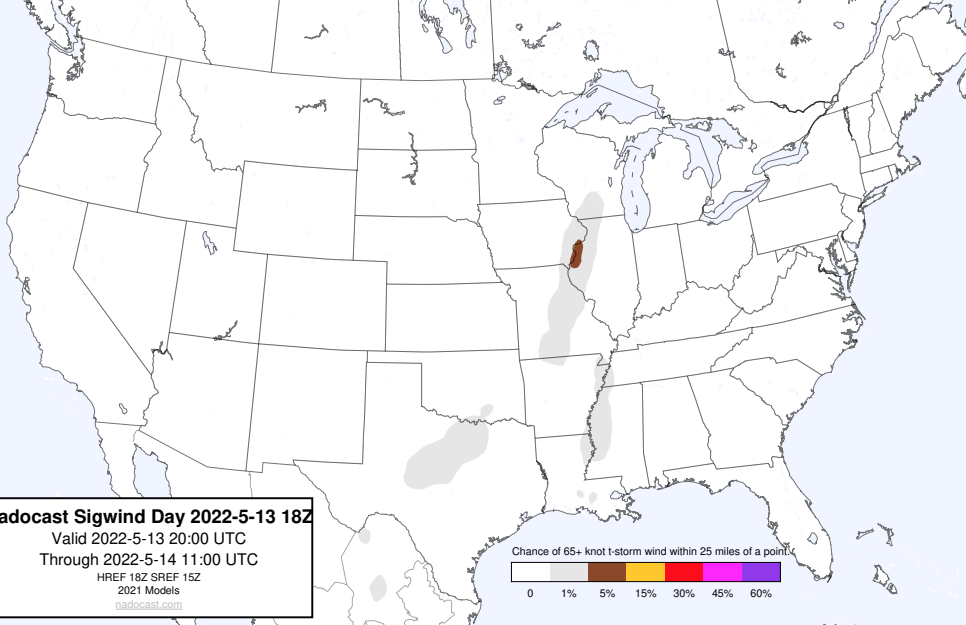 adocast Sigwind Day 2022-5-13 18Z
Valid 2022-5-13 20:00 UTC
Through 2022-5-14 11:00 UTC
HREF 18Z SREF 15Z
2021 Models
nadocast.com
Chance of 65+ knot t-storm wind within 25 miles of a point.
0 1% 5% 15% 30% 45% 60%